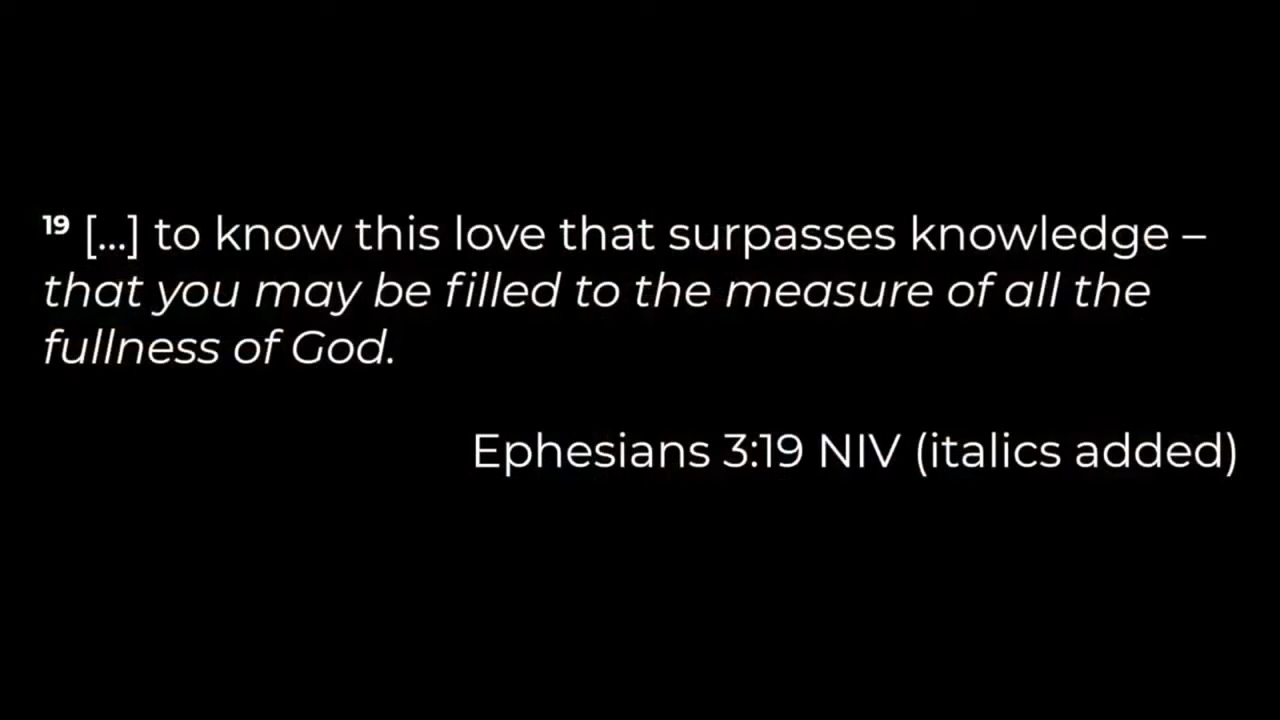 19 [...] to know this love that surpasses knowledge –
that you may be filled to the measure of all the
fullness of God.
Ephesians 3:19 NIV (italics added)